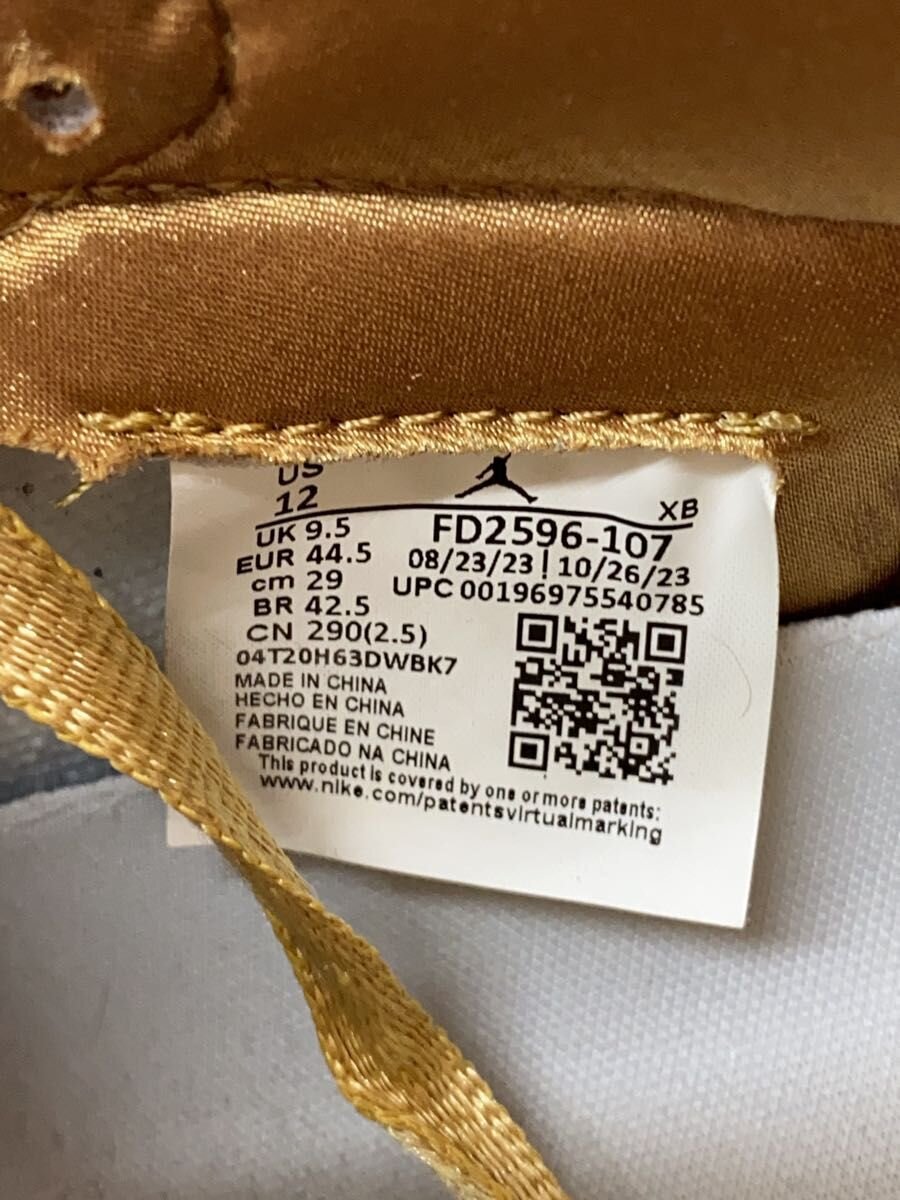 US
12
XB
UK 9.5
FD2596-107
EUR 44.5
08/23/23 | 10/26/23
cm 29
UPC 00196975540785
BR 42.5
CN 290(2.5)
04T20H63DWBK7
MADE IN CHINA
HECHO EN CHINA
FABRIQUE EN CHINE
FABRICADO NA CHINA
This product is covered by one or more patents:
www.nike.com/patentsvirtualmarking